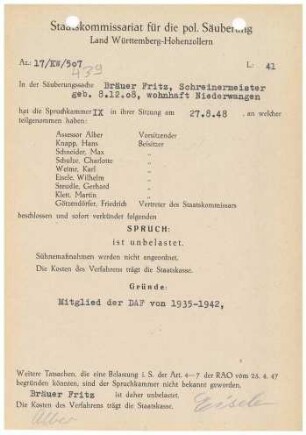 Staatskommissariat für die pol. Säuberung
Land Württemberg-Hohenzollern
Az.: 17/KW/507 L: 41
439
In der Säuberungssache Bräuer Fritz, Schreinermeister
geb. 8.12.08, wohnhaft Niederwangen
hat die Spruchkammer IX in ihrer Sitzung am 27.8.48 , an welcher
teilgenommen haben:
Assessor Alber Vorsitzender
Knapp, Hans Beisitzer
Schneider, Max "
Schulze, Charlotte "
Weime, Karl "
Eisele, Wilhelm "
Steudle, Gerhard "
Klett, Martin "
Götzendörfer, Friedrich Vertreter des Staatskommissars
beschlossen und sofort verkündet folgenden
SPRUCH:
ist unbelastet.
Sühnemaßnahmen werden nicht angeordnet.
Die Kosten des Verfahrens trägt die Staatskasse.
Gründe:
Mitglied der DAF von 1935-1942,
Weitere Tatsachen, die eine Belastung i. S. der Art. 4—7 der RAO vom 25. 4. 47
begründen könnten, sind der Spruchkammer nicht bekannt geworden.
Bräuer Fritz ist daher unbelastet.
Die Kosten des Verfahrens trägt die Staatskasse.
Alber Eisele